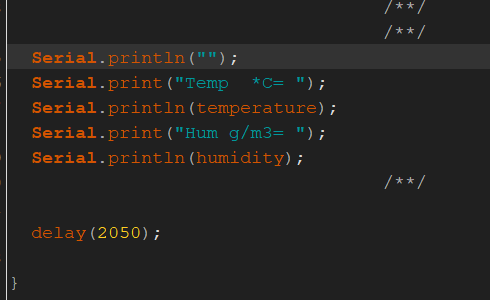 /**/
/**/
Serial.println("");
Serial.print("Temp  *C= ");
Serial.println(temperature);
Serial.print("Hum g/m3= ");
Serial.println(humidity);
/**/
delay(2050);
}